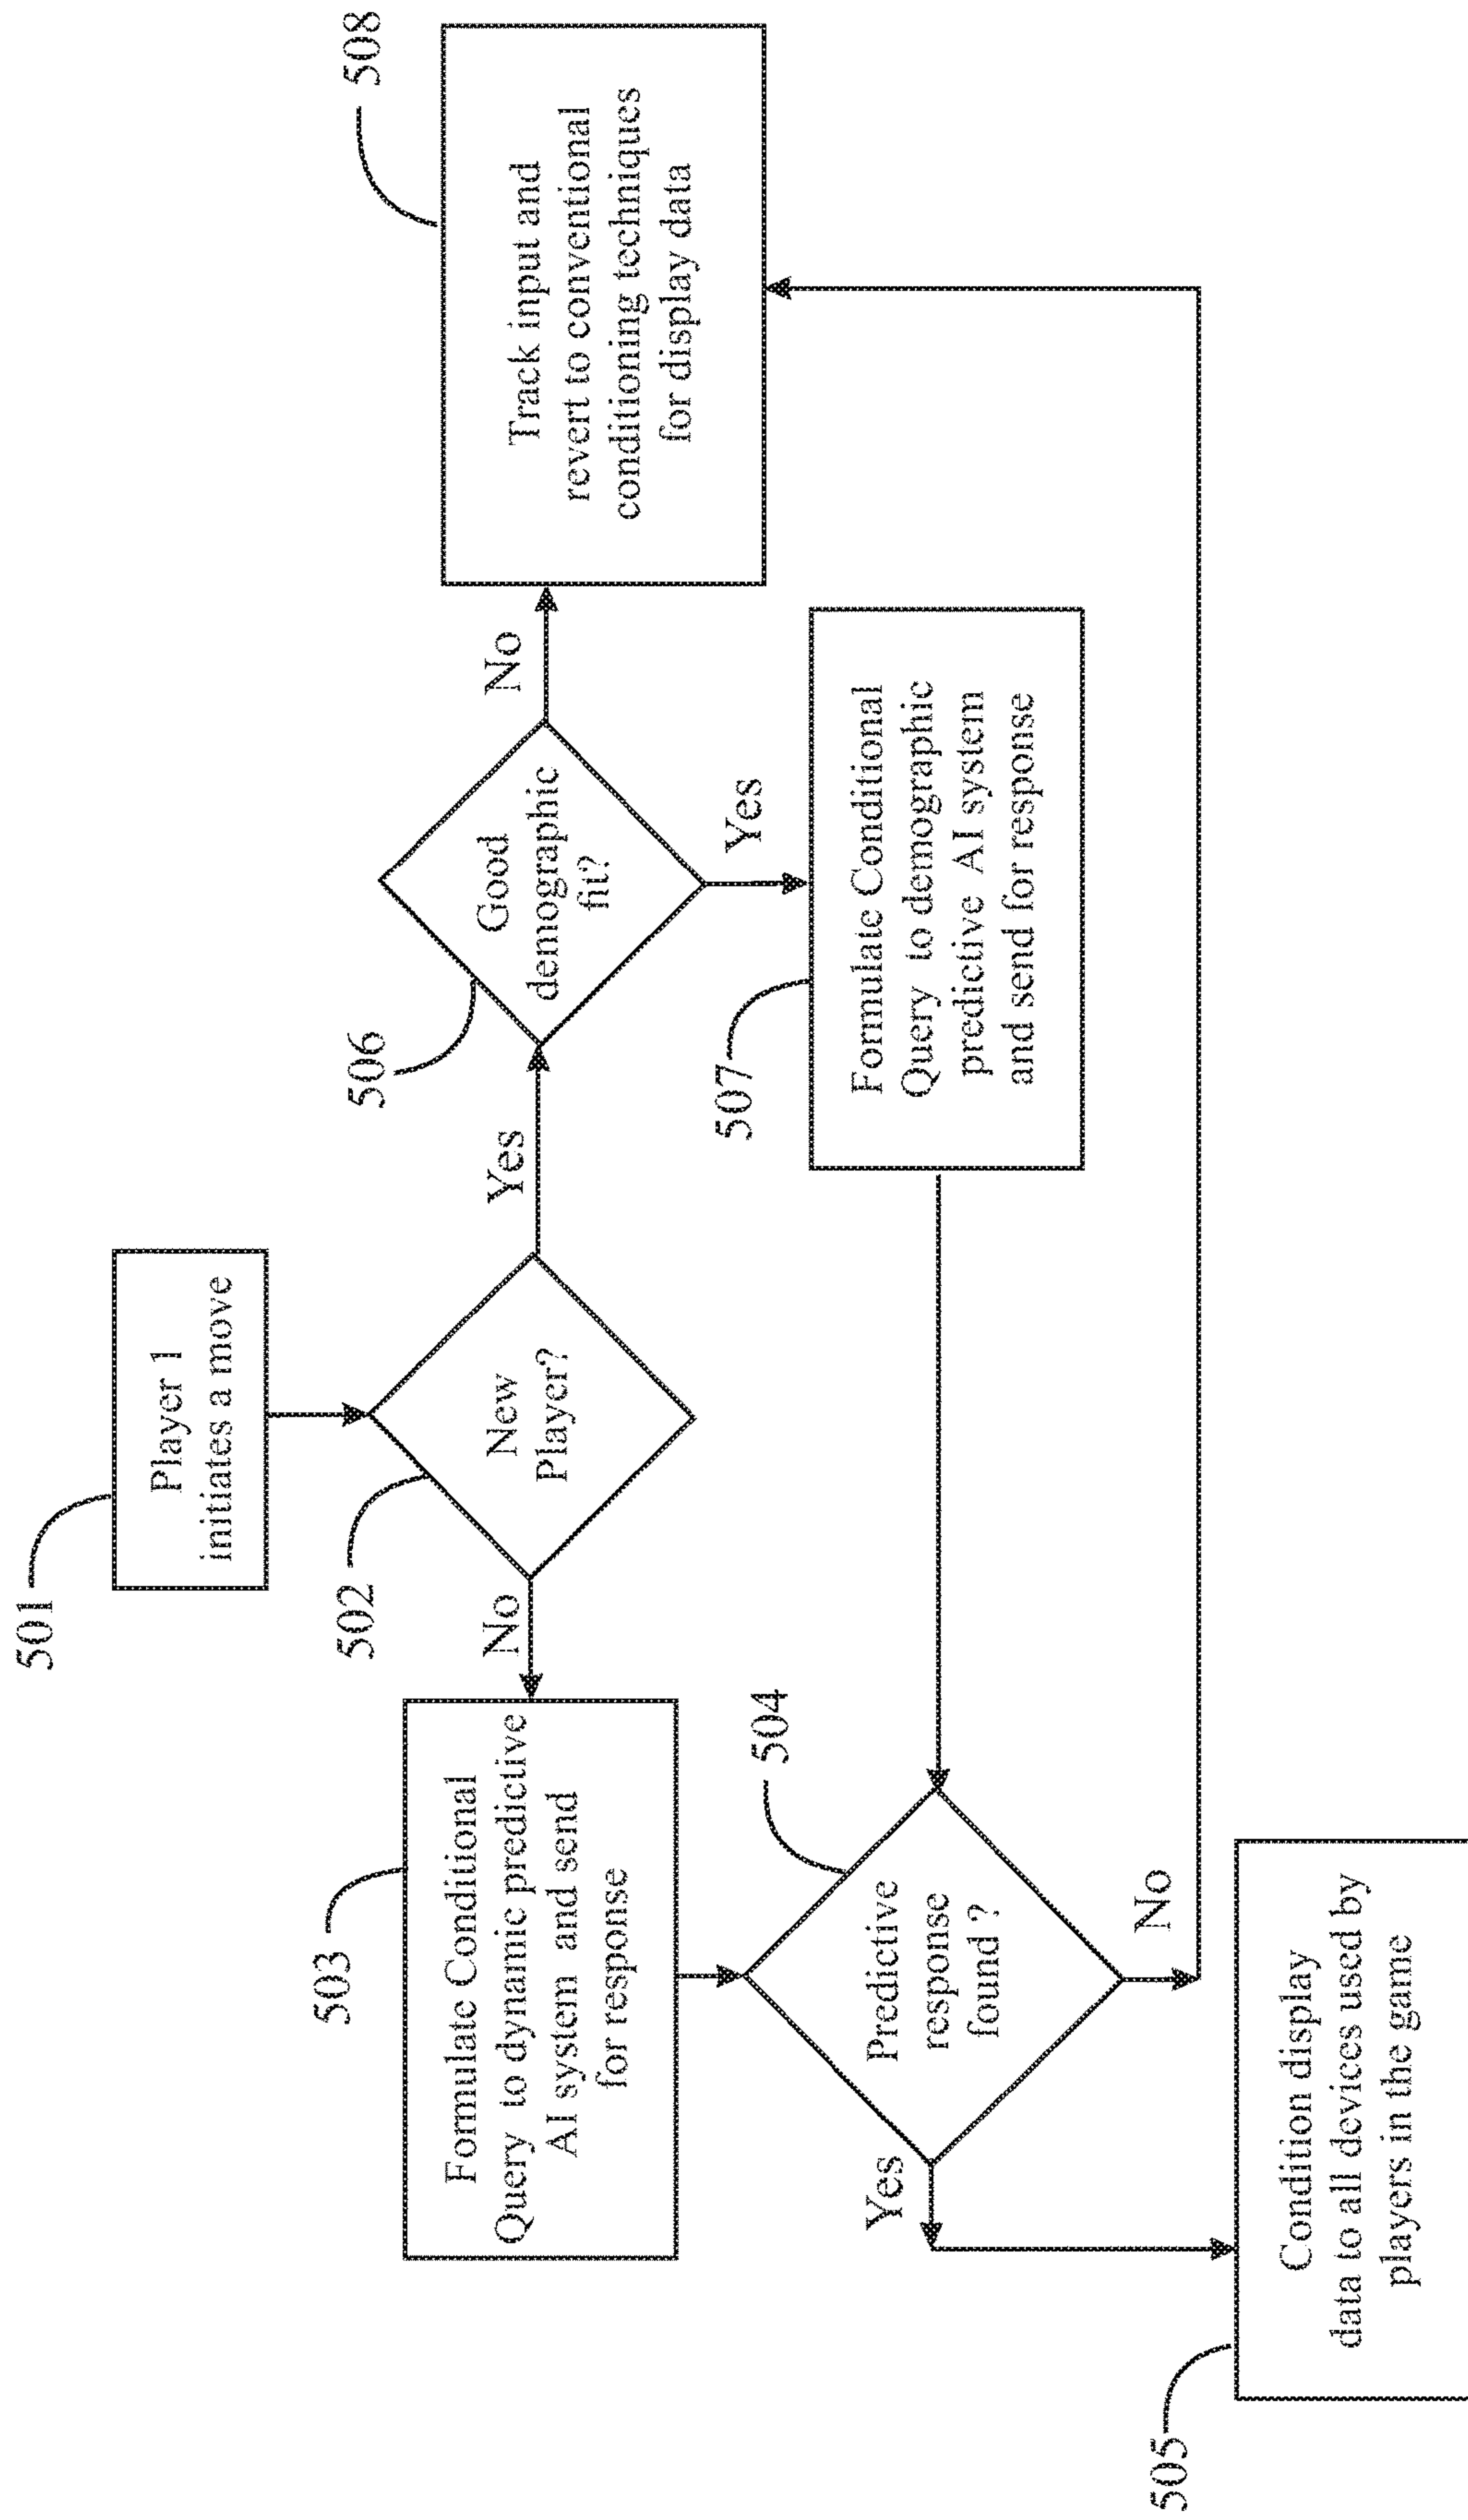 501
Player 1
initiates a move
502
New
Player?
No
Yes
503
Formulate Conditional
Query to dynamic predictive
AI system and send
for response
506
Good
demographic
fit?
No
Yes
508
Track input and
revert to conventional
conditioning techniques
for display data
507
Formulate Conditional
Query to demographic
predictive AI system
and send for response
504
Predictive
response
found ?
Yes
No
505
Condition display
data to all devices used by
players in the game